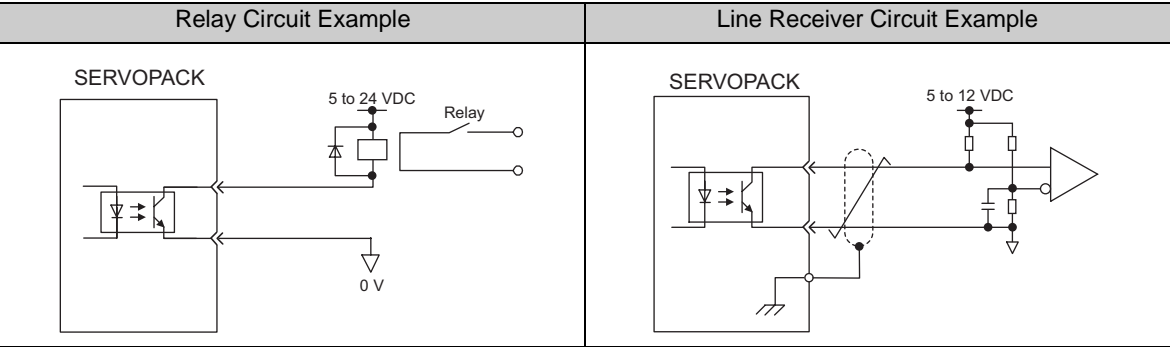 Relay Circuit Example
Line Receiver Circuit Example
SERVOPACK
5 to 24 VDC
Relay
0 V
SERVOPACK
5 to 12 VDC